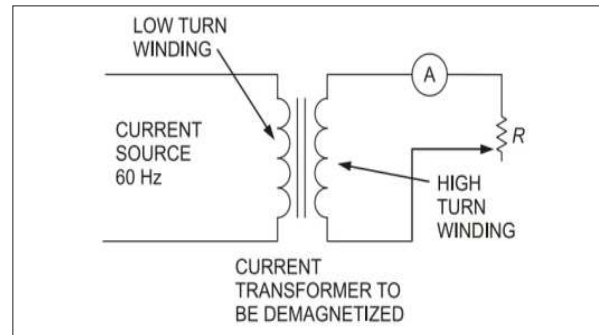 LOW TURN
WINDING
A
CURRENT
SOURCE
60 Hz
R
HIGH
TURN
WINDING
CURRENT
TRANSFORMER TO
BE DEMAGNETIZED